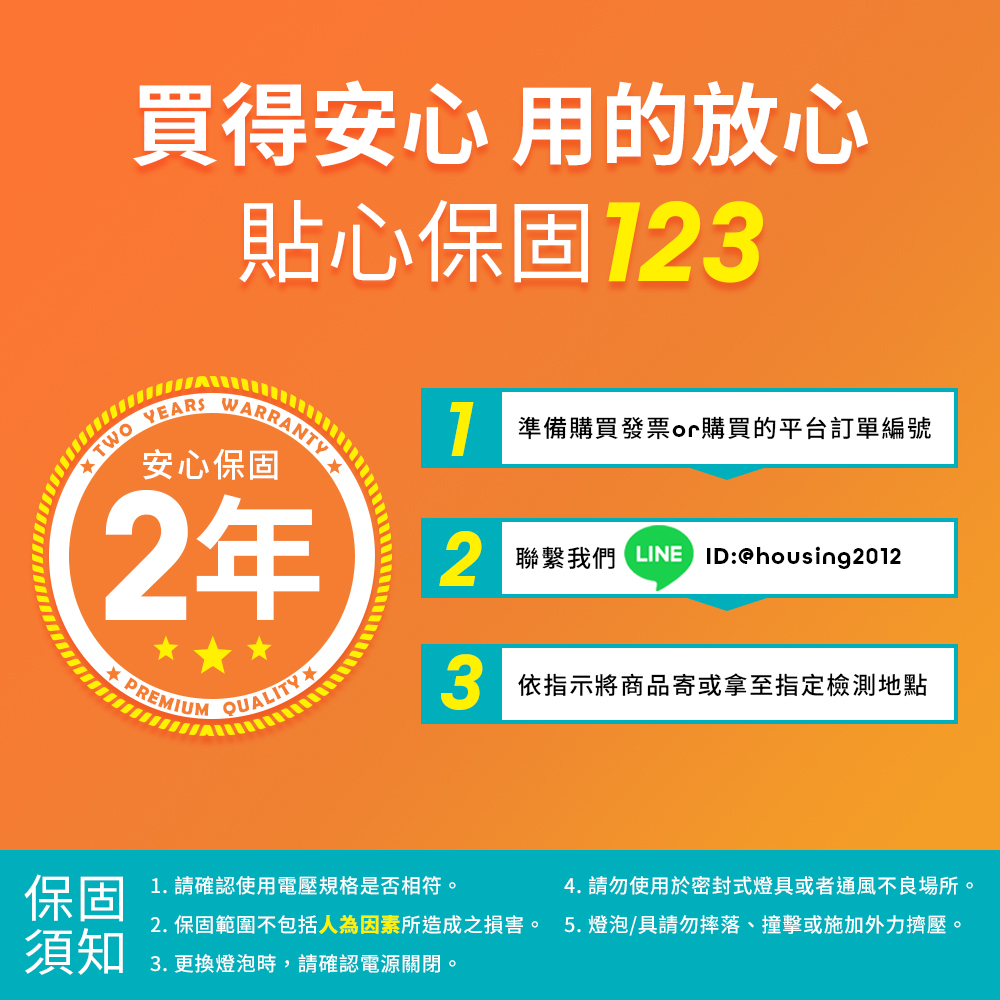 買得安心 用的放心
貼心保固123
TWO YEARS WARRANTY
安心保固
2年
PREMIUM QUALITY
1 準備購買發票or購買的平台訂單編號
2 聯繫我們 LINE ID:@housing2012
3 依指示將商品寄或拿至指定檢測地點
保固
須知
1. 請確認使用電壓規格是否相符。
2. 保固範圍不包括人為因素所造成之損害。
3. 更換燈泡時,請確認電源關閉。
4. 請勿使用於密封式燈具或者通風不良場所。
5. 燈泡/具請勿摔落、撞擊或施加外力擠壓。